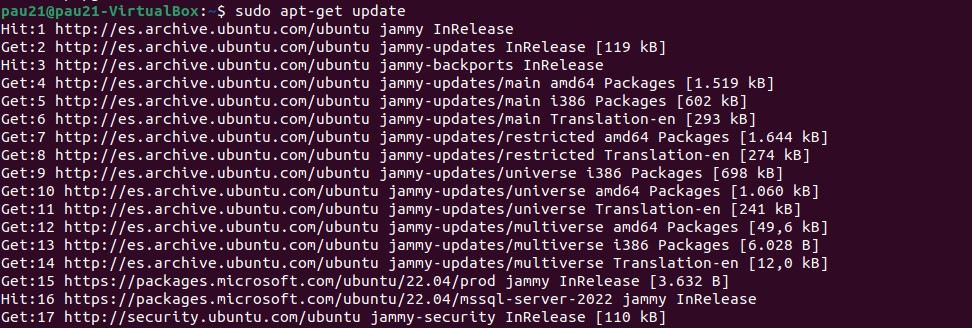 pau21@pau21-VirtualBox:~$ sudo apt-get update
Hit:1 http://es.archive.ubuntu.com/ubuntu jammy InRelease
Get:2 http://es.archive.ubuntu.com/ubuntu jammy-updates InRelease [119 kB]
Hit:3 http://es.archive.ubuntu.com/ubuntu jammy-backports InRelease
Get:4 http://es.archive.ubuntu.com/ubuntu jammy-updates/main amd64 Packages [1.519 kB]
Get:5 http://es.archive.ubuntu.com/ubuntu jammy-updates/main i386 Packages [602 kB]
Get:6 http://es.archive.ubuntu.com/ubuntu jammy-updates/main Translation-en [293 kB]
Get:7 http://es.archive.ubuntu.com/ubuntu jammy-updates/restricted amd64 Packages [1.644 kB]
Get:8 http://es.archive.ubuntu.com/ubuntu jammy-updates/restricted Translation-en [274 kB]
Get:9 http://es.archive.ubuntu.com/ubuntu jammy-updates/universe i386 Packages [698 kB]
Get:10 http://es.archive.ubuntu.com/ubuntu jammy-updates/universe amd64 Packages [1.060 kB]
Get:11 http://es.archive.ubuntu.com/ubuntu jammy-updates/universe Translation-en [241 kB]
Get:12 http://es.archive.ubuntu.com/ubuntu jammy-updates/multiverse amd64 Packages [49,6 kB]
Get:13 http://es.archive.ubuntu.com/ubuntu jammy-updates/multiverse i386 Packages [6.028 B]
Get:14 http://es.archive.ubuntu.com/ubuntu jammy-updates/multiverse Translation-en [12,0 kB]
Get:15 https://packages.microsoft.com/ubuntu/22.04/prod jammy InRelease [3.632 B]
Hit:16 https://packages.microsoft.com/ubuntu/22.04/mssql-server-2022 jammy InRelease
Get:17 http://security.ubuntu.com/ubuntu jammy-security InRelease [110 kB]